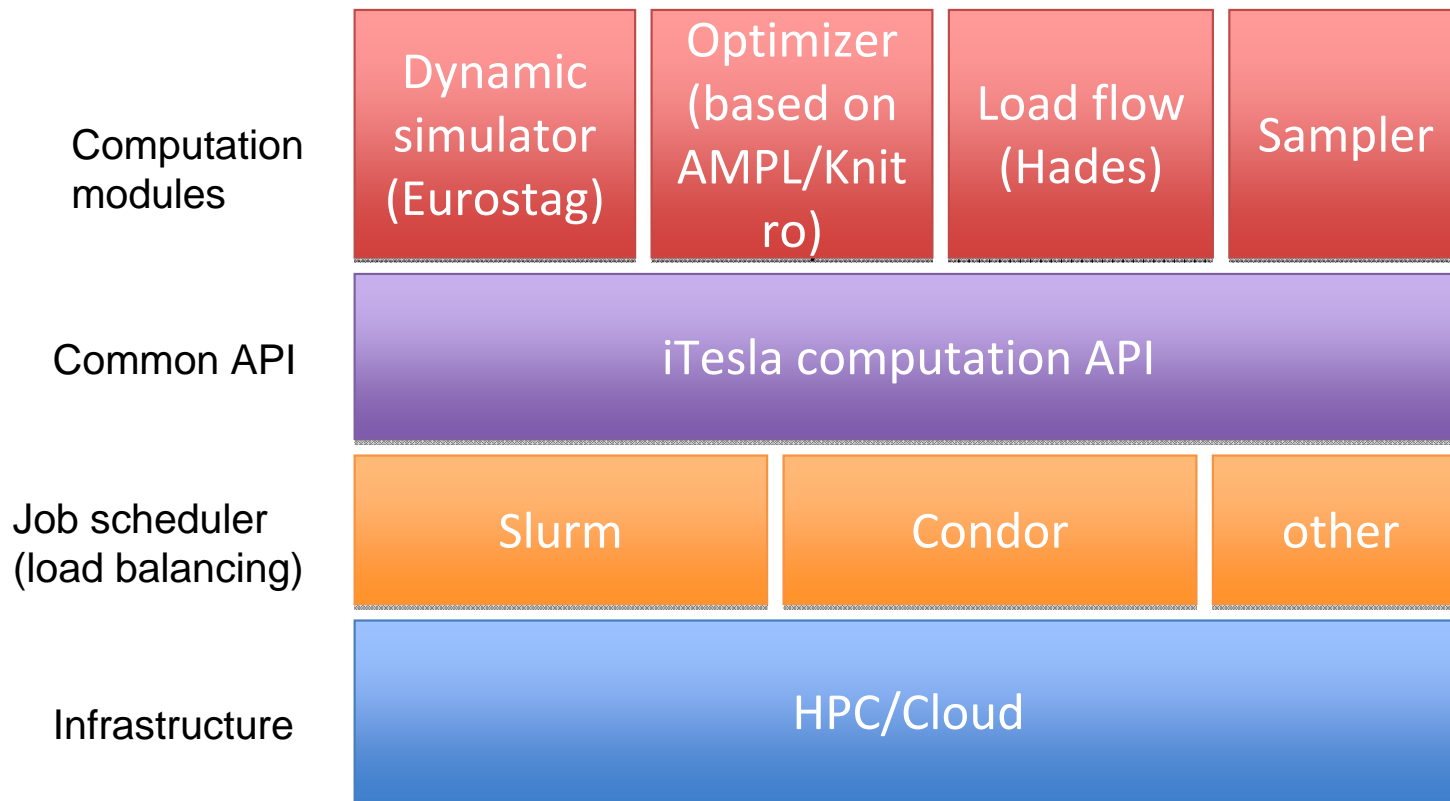 Computation
modules
Dynamic
simulator
(Eurostag)
Optimizer
(based on
AMPL/Knit
ro)
Load flow
(Hades)
Sampler
Common API
iTesla computation API
Job scheduler
(load balancing)
Slurm
Condor
other
Infrastructure
HPC/Cloud